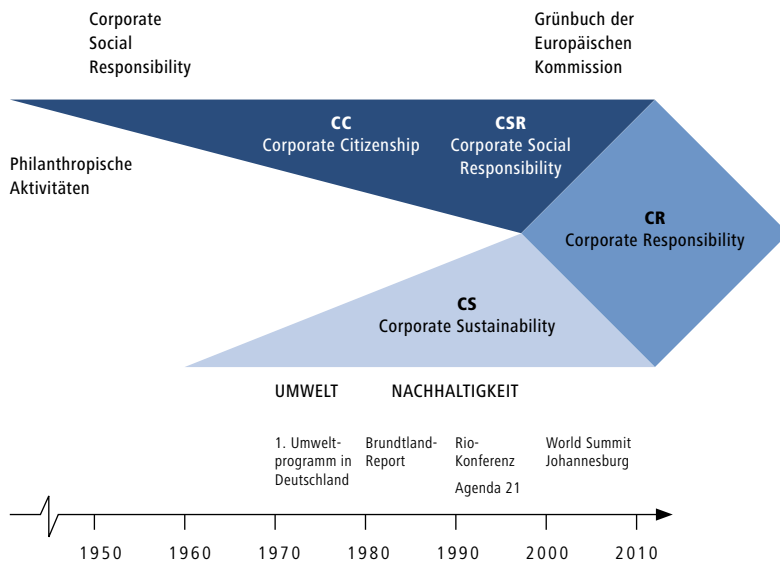 Corporate
Social
Responsibility
Grünbuch der
Europäischen
Kommission
CC
Corporate Citizenship
CSR
Corporate Social
Responsibility
Philanthropische
Aktivitäten
CR
Corporate Responsibility
CS
Corporate Sustainability
UMWELT
NACHHALTIGKEIT
1. Umwelt-
programm in
Deutschland
Brundtland-
Report
Rio-
Konferenz
Agenda 21
World Summit
Johannesburg
1950 1960 1970 1980 1990 2000 2010